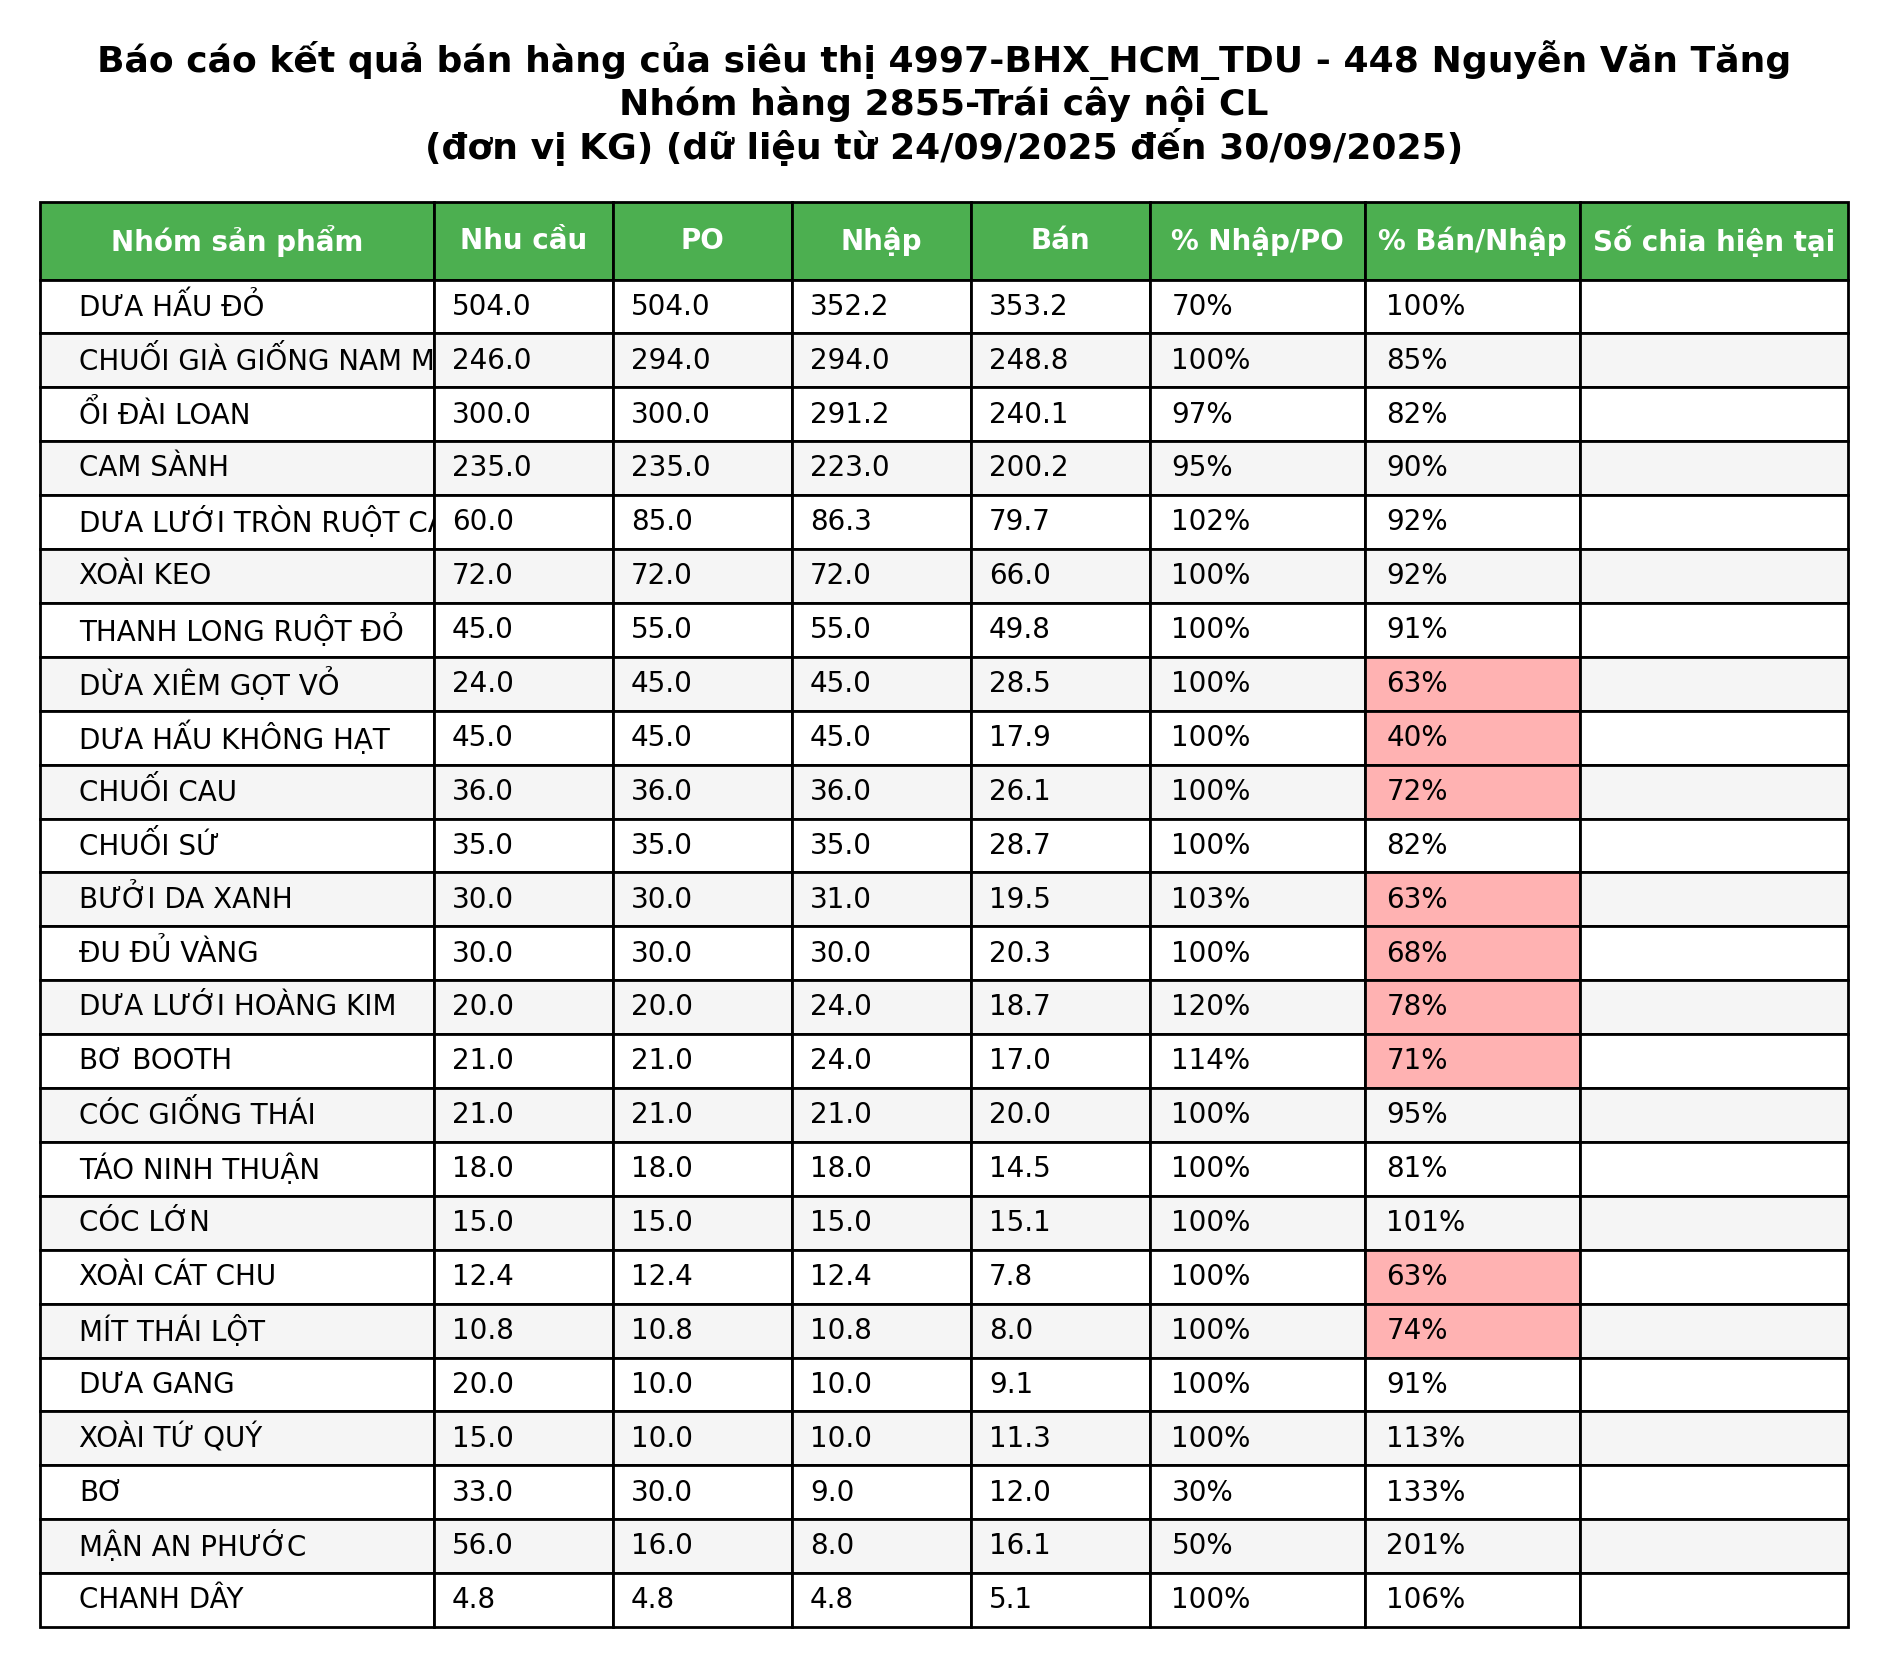 Báo cáo kết quả bán hàng của siêu thị 4997-BHX_HCM_TDU - 448 Nguyễn Văn Tăng
Nhóm hàng 2855-Trái cây nội CL
(đơn vị KG) (dữ liệu từ 24/09/2025 đến 30/09/2025)
Nhóm sản phẩm Nhu cầu PO Nhập Bán % Nhập/PO % Bán/Nhập Số chia hiện tại
DƯA HẤU ĐỎ 504.0 504.0 352.2 353.2 70% 100%
CHUỐI GIÀ GIỐNG NAM M 246.0 294.0 294.0 248.8 100% 85%
ỔI ĐÀI LOAN 300.0 300.0 291.2 240.1 97% 82%
CAM SÀNH 235.0 235.0 223.0 200.2 95% 90%
DƯA LƯỚI TRÒN RUỘT CA 60.0 85.0 86.3 79.7 102% 92%
XOÀI KEO 72.0 72.0 72.0 66.0 100% 92%
THANH LONG RUỘT ĐỎ 45.0 55.0 55.0 49.8 100% 91%
DỪA XIÊM GỌT VỎ 24.0 45.0 45.0 28.5 100% 63%
DƯA HẤU KHÔNG HẠT 45.0 45.0 45.0 17.9 100% 40%
CHUỐI CAU 36.0 36.0 36.0 26.1 100% 72%
CHUỐI SỨ 35.0 35.0 35.0 28.7 100% 82%
BƯỞI DA XANH 30.0 30.0 31.0 19.5 103% 63%
ĐU ĐỦ VÀNG 30.0 30.0 30.0 20.3 100% 68%
DƯA LƯỚI HOÀNG KIM 20.0 20.0 24.0 18.7 120% 78%
BƠ BOOTH 21.0 21.0 24.0 17.0 114% 71%
CÓC GIỐNG THÁI 21.0 21.0 21.0 20.0 100% 95%
TÁO NINH THUẬN 18.0 18.0 18.0 14.5 100% 81%
CÓC LỚN 15.0 15.0 15.0 15.1 100% 101%
XOÀI CÁT CHU 12.4 12.4 12.4 7.8 100% 63%
MÍT THÁI LỘT 10.8 10.8 10.8 8.0 100% 74%
DƯA GANG 20.0 10.0 10.0 9.1 100% 91%
XOÀI TỨ QUÝ 15.0 10.0 10.0 11.3 100% 113%
BƠ 33.0 30.0 9.0 12.0 30% 133%
MẬN AN PHƯỚC 56.0 16.0 8.0 16.1 50% 201%
CHANH DÂY 4.8 4.8 4.8 5.1 100% 106%